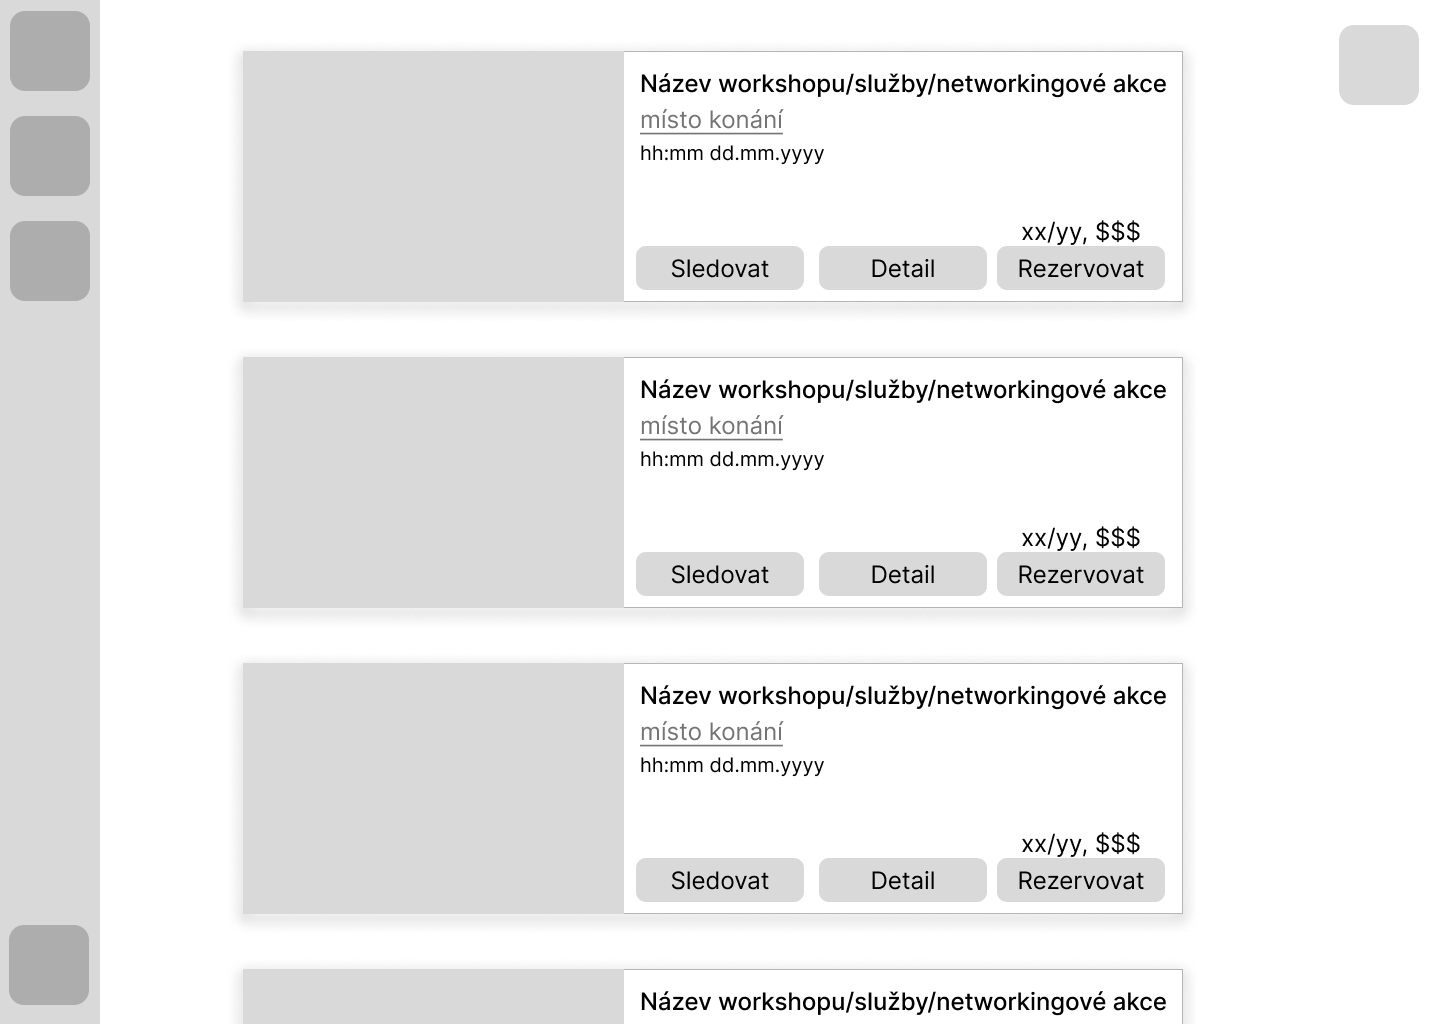 Název workshopu/služby/networkingové akce
místo konání
hh:mm dd.mm.yyyy
xx/yy, $$$
Sledovat Detail Rezervovat
Název workshopu/služby/networkingové akce
místo konání
hh:mm dd.mm.yyyy
xx/yy, $$$
Sledovat Detail Rezervovat
Název workshopu/služby/networkingové akce
místo konání
hh:mm dd.mm.yyyy
xx/yy, $$$
Sledovat Detail Rezervovat
Název workshopu/služby/networkingové akce